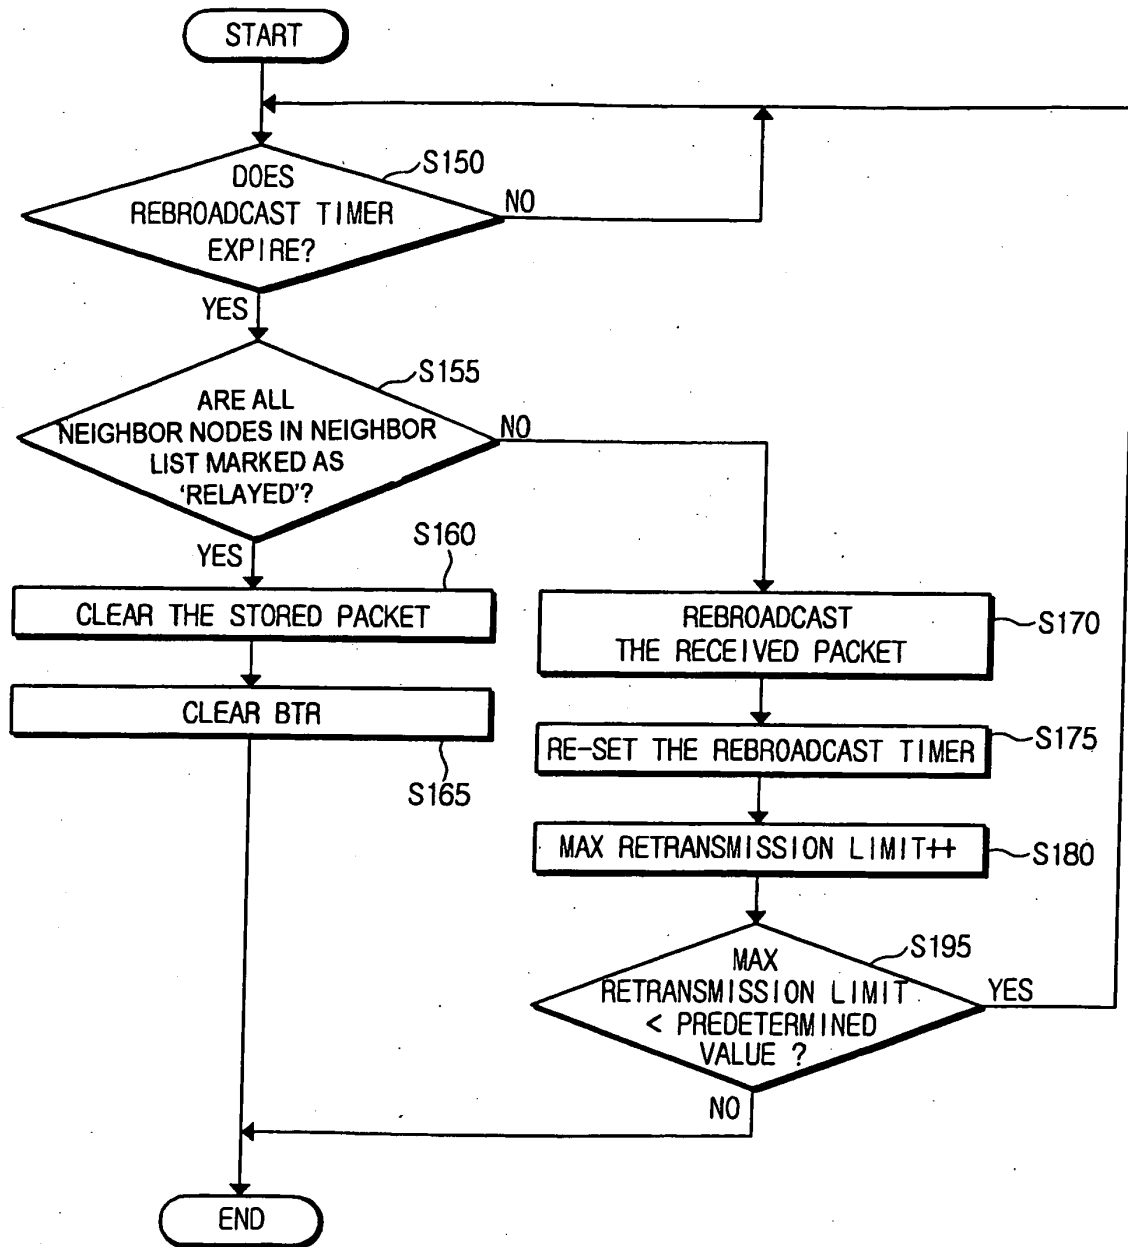 START
S150
DOES
REBROADCAST TIMER
EXPIRE?
NO
YES
S155
ARE ALL
NEIGHBOR NODES IN NEIGHBOR
LIST MARKED AS
'RELAYED'?
NO
YES
S160
CLEAR THE STORED PACKET
CLEAR BTR
S165
REBROADCAST
THE RECEIVED PACKET
S170
RE-SET THE REBROADCAST TIMER
S175
MAX RETRANSMISSION LIMIT++
S180
S195
MAX
RETRANSMISSION LIMIT
< PREDETERMINED
VALUE ?
YES
NO
END